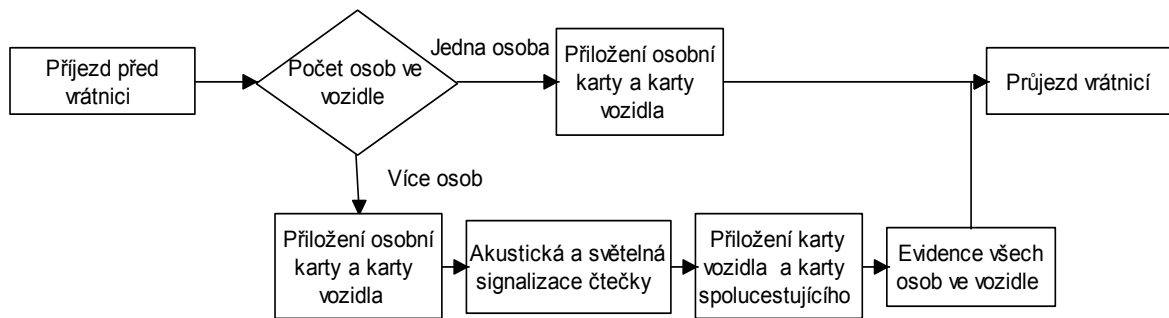 Příjezd před
vrátnici
Počet osob ve
vozidle
Jedna osoba
Přiložení osobní
karty a karty
vozidla
Průjezd vrátnicí
Více osob
Přiložení osobní
karty a karty
vozidla
Akustická a světelná
signalizace čtečky
Přiložení karty
vozidla a karty
spolucestujícího
Evidence všech
osob ve vozidle